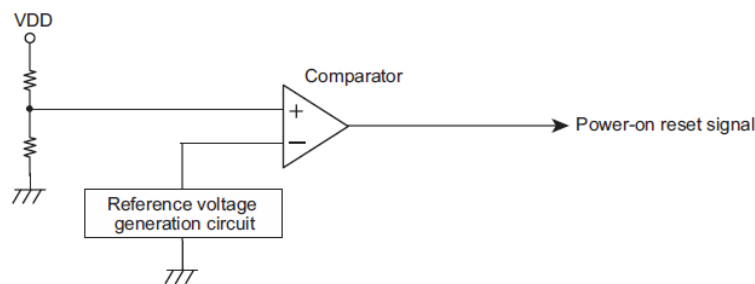 VDD
Comparator
+
−
Power-on reset signal
Reference voltage
generation circuit